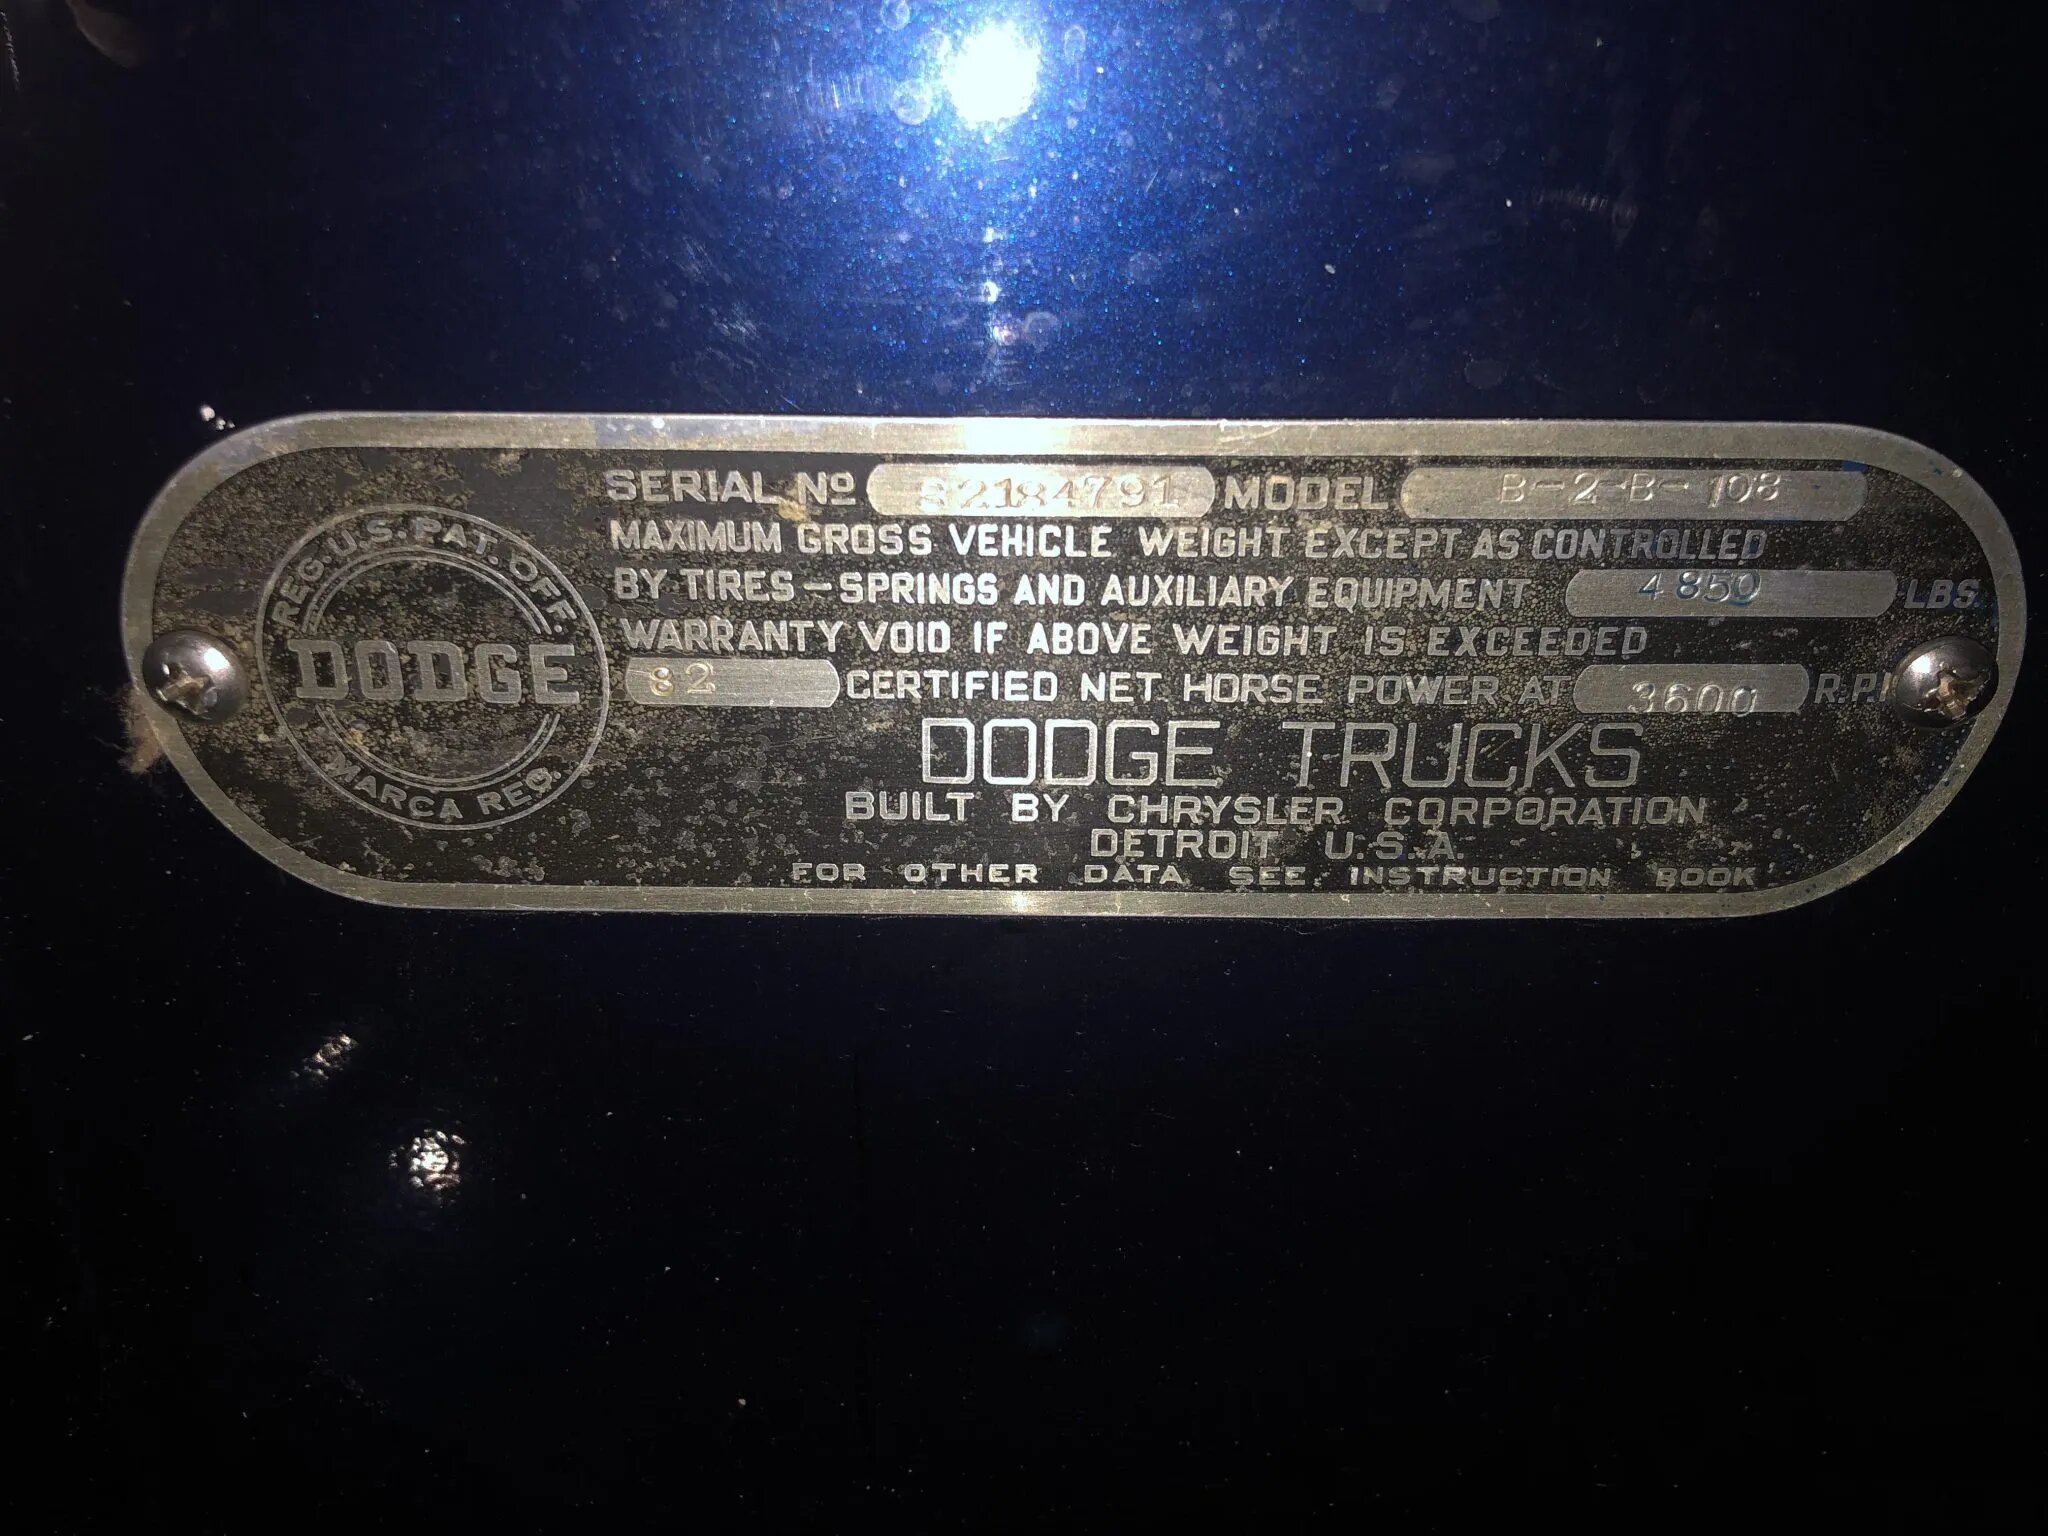 REG. U.S. PAT. OFF.
DODGE
MARCA REG.
SERIAL Nº 82184791 MODEL B-2-B-108
MAXIMUM GROSS VEHICLE WEIGHT EXCEPT AS CONTROLLED
BY TIRES-SPRINGS AND AUXILIARY EQUIPMENT 4850 LBS.
WARRANTY VOID IF ABOVE WEIGHT IS EXCEEDED
82 CERTIFIED NET HORSE POWER AT 3600
DODGE TRUCKS
BUILT BY CHRYSLER CORPORATION
DETROIT U.S.A.
FOR OTHER DATA SEE INSTRUCTION BOOK